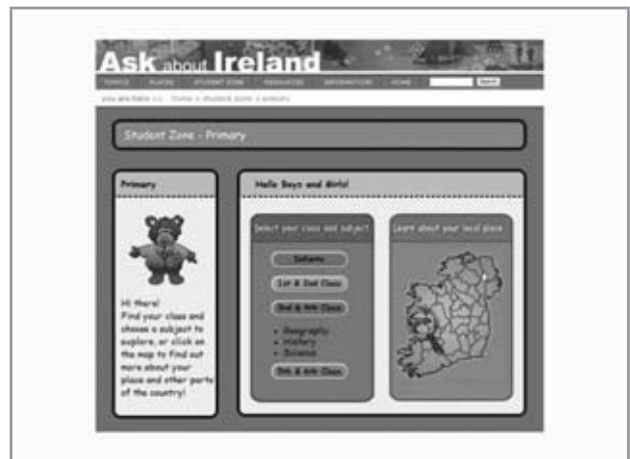 Ask about Ireland
TOPICS PLACES STUDENT ZONE RESOURCES INFORMATION HOME Search
you are here >> home > student zone > primary
Student Zone - Primary
Primary
Hi there!
Find your class and
choose a subject to
explore, or click on
the map to find out
more about your
place and other parts
of the country!
Hello Boys and Girls!
Select your class and subject
Infants
1st & 2nd Class
3rd & 4th Class
Geography
History
Science
5th & 6th Class
Learn about your local place